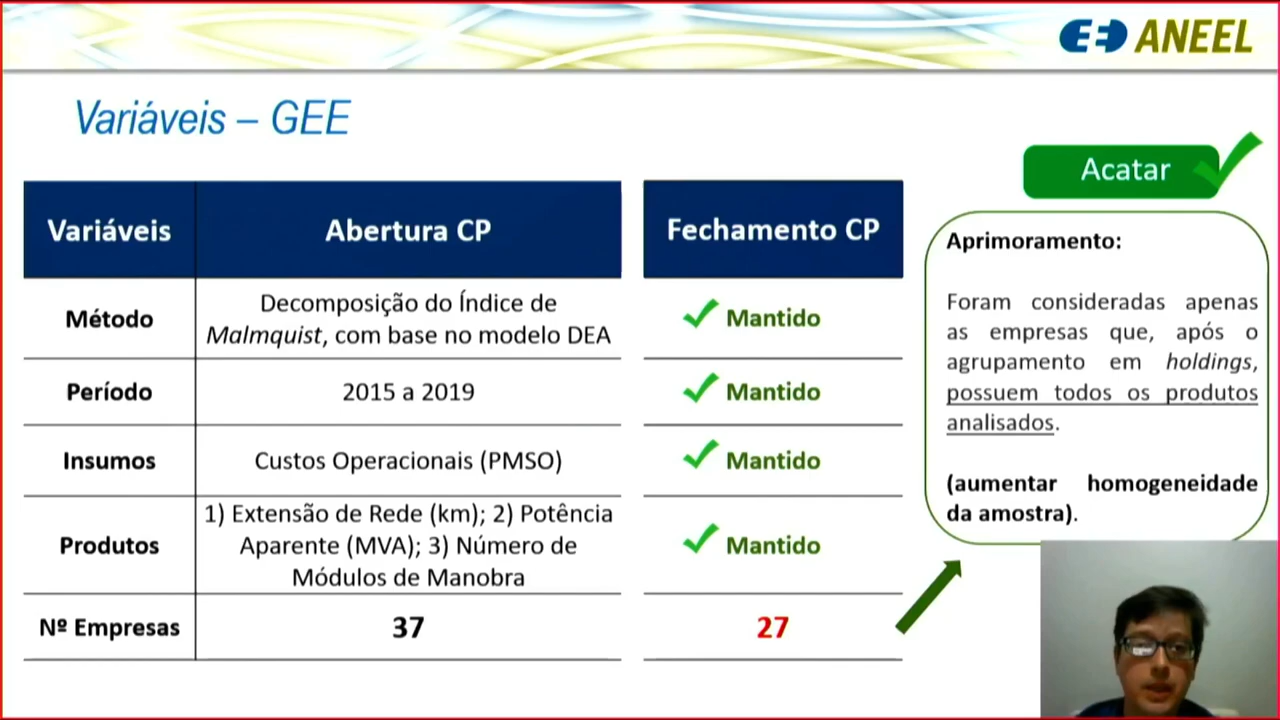 ANEEL
Variáveis – GEE
Acatar
Variáveis
Abertura CP
Fechamento CP
Método
Decomposição do Índice de
Malmquist, com base no modelo DEA
Mantido
Período
2015 a 2019
Mantido
Insumos
Custos Operacionais (PMSO)
Mantido
Produtos
1) Extensão de Rede (km); 2) Potência
Aparente (MVA); 3) Número de
Módulos de Manobra
Mantido
Nº Empresas
37
27
Aprimoramento:
Foram consideradas apenas
as empresas que, após o
agrupamento em holdings,
possuem todos os produtos
analisados.
(aumentar homogeneidade
da amostra).